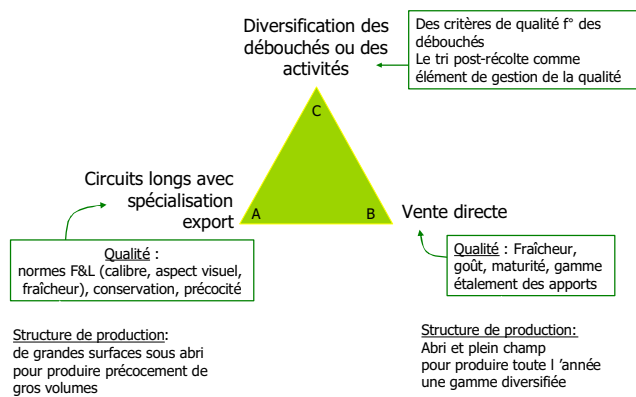 Diversification des
débouchés ou des
activités
Des critères de qualité f° des
débouchés
Le tri post-récolte comme
élément de gestion de la qualité
C
Circuits longs avec
spécialisation
export
A
B
Vente directe
Qualité :
normes F&L (calibre, aspect visuel,
fraîcheur), conservation, précocité
Qualité : Fraîcheur,
goût, maturité, gamme
étalement des apports
Structure de production:
de grandes surfaces sous abri
pour produire précocement de
gros volumes
Structure de production:
Abri et plein champ
pour produire toute l 'année
une gamme diversifiée